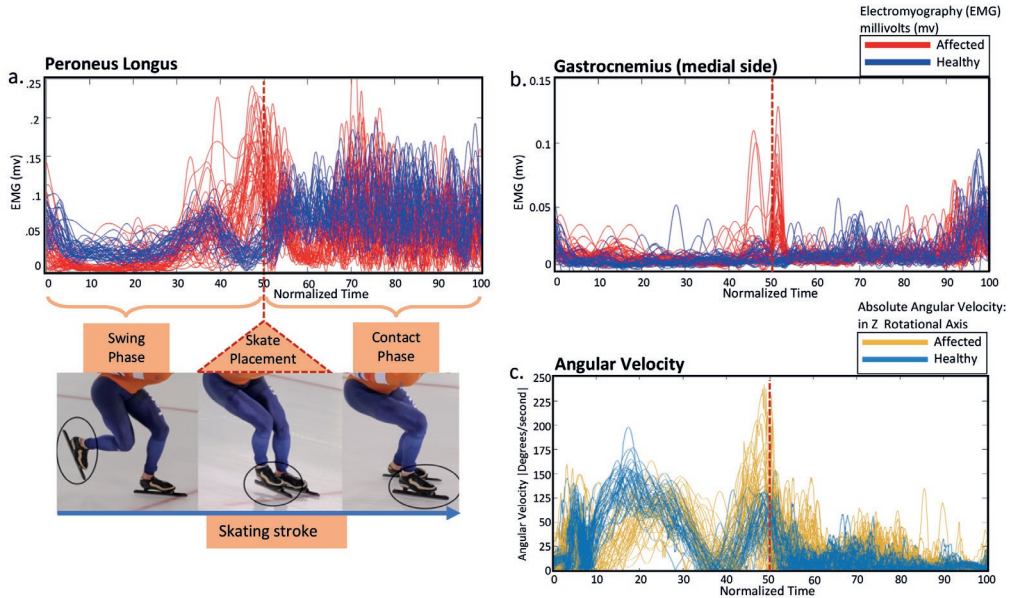 Electromyography (EMG)
millivolts (mv)
Affected
Healthy
a.
Peroneus Longus
.25
.2
.15
.1
.05
0
EMG (mv)
0 10 20 30 40 50 60 70 80 90 100
Normalized Time
b.
Gastrocnemius (medial side)
0.15
0.1
0.05
0
EMG (mv)
0 10 20 30 40 50 60 70 80 90 100
Normalized Time
Swing
Phase
Skate
Placement
Contact
Phase
Skating stroke
Absolute Angular Velocity:
in Z Rotational Axis
Affected
Healthy
c.
Angular Velocity
250
225
200
175
150
125
100
75
50
25
0
Angular Velocity |Degrees/second|
0 10 20 30 40 50 60 70 80 90 100
Normalized Time